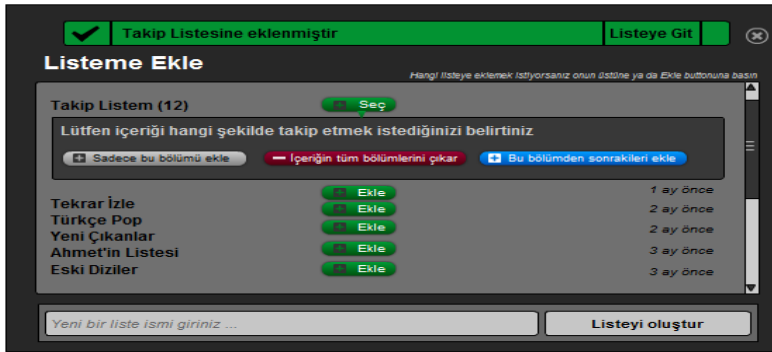 Takip Listesine eklenmiştir Listeye Git
Listeme Ekle
Hangi listeye eklemek istiyorsanız onun üstüne ya da Ekle buttonuna basın
Takip Listem (12) Seç
Lütfen içeriği hangi şekilde takip etmek istediğinizi belirtiniz
Sadece bu bölümü ekle İçeriğin tüm bölümlerini çıkar Bu bölümden sonrakileri ekle
Tekrar İzle Ekle 1 ay önce
Türkçe Pop Ekle 2 ay önce
Yeni Çıkanlar Ekle 2 ay önce
Ahmet'in Listesi Ekle 3 ay önce
Eski Diziler Ekle 3 ay önce
Yeni bir liste ismi giriniz ... Listeyi oluştur